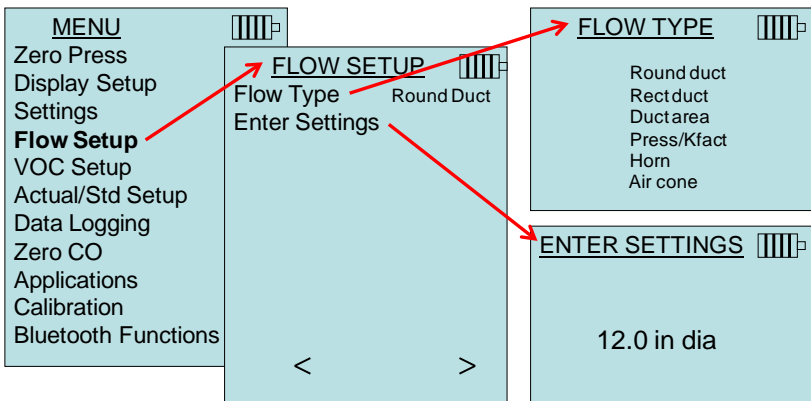 MENU
Zero Press
Display Setup
Settings
Flow Setup
VOC Setup
Actual/Std Setup
Data Logging
Zero CO
Applications
Calibration
Bluetooth Functions
FLOW SETUP
Flow Type Round Duct
Enter Settings
< >
FLOW TYPE
Round duct
Rect duct
Duct area
Press/Kfact
Horn
Air cone
ENTER SETTINGS
12.0 in dia